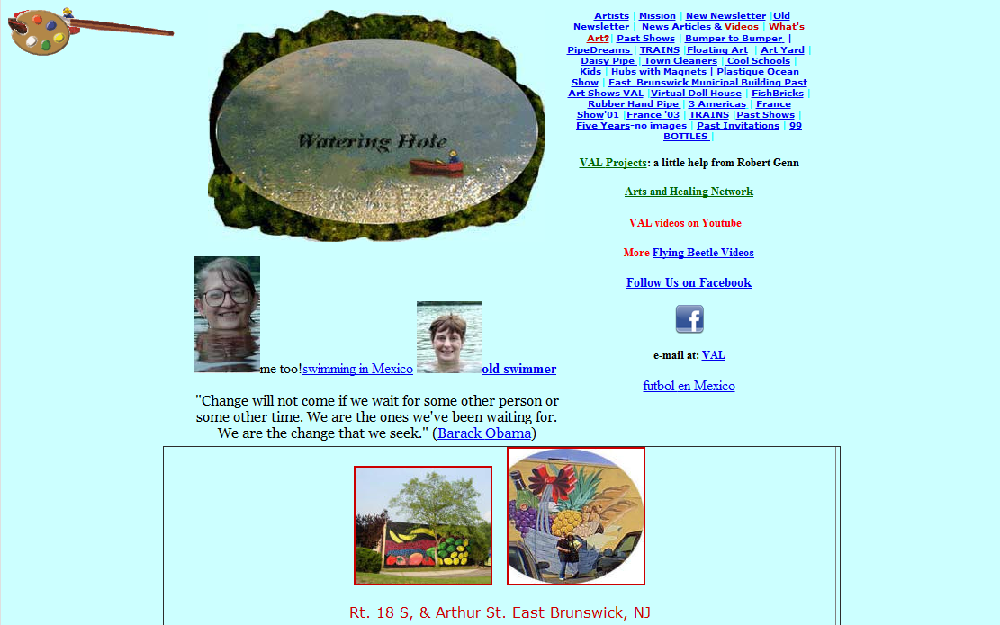 Watering Hole
Artists | Mission | New Newsletter |Old
Newsletter | News Articles & Videos | What's
Art?| Past Shows | Bumper to Bumper |
PipeDreams | TRAINS |Floating Art | Art Yard |
Daisy Pipe | Town Cleaners | Cool Schools |
Kids | Hubs with Magnets | Plastique Ocean
Show | East Brunswick Municipal Building Past
Art Shows VAL |Virtual Doll House | FishBricks |
Rubber Hand Pipe | 3 Americas | France
Show'01 |France '03 | TRAINS |Past Shows |
Five Years-no images | Past Invitations | 99
BOTTLES |
VAL Projects: a little help from Robert Genn
Arts and Healing Network
VAL videos on Youtube
More Flying Beetle Videos
Follow Us on Facebook
f
e-mail at: VAL
futbol en Mexico
me too!swimming in Mexico old swimmer
"Change will not come if we wait for some other person or
some other time. We are the ones we've been waiting for.
We are the change that we seek." (Barack Obama)
Rt. 18 S, & Arthur St. East Brunswick, NJ